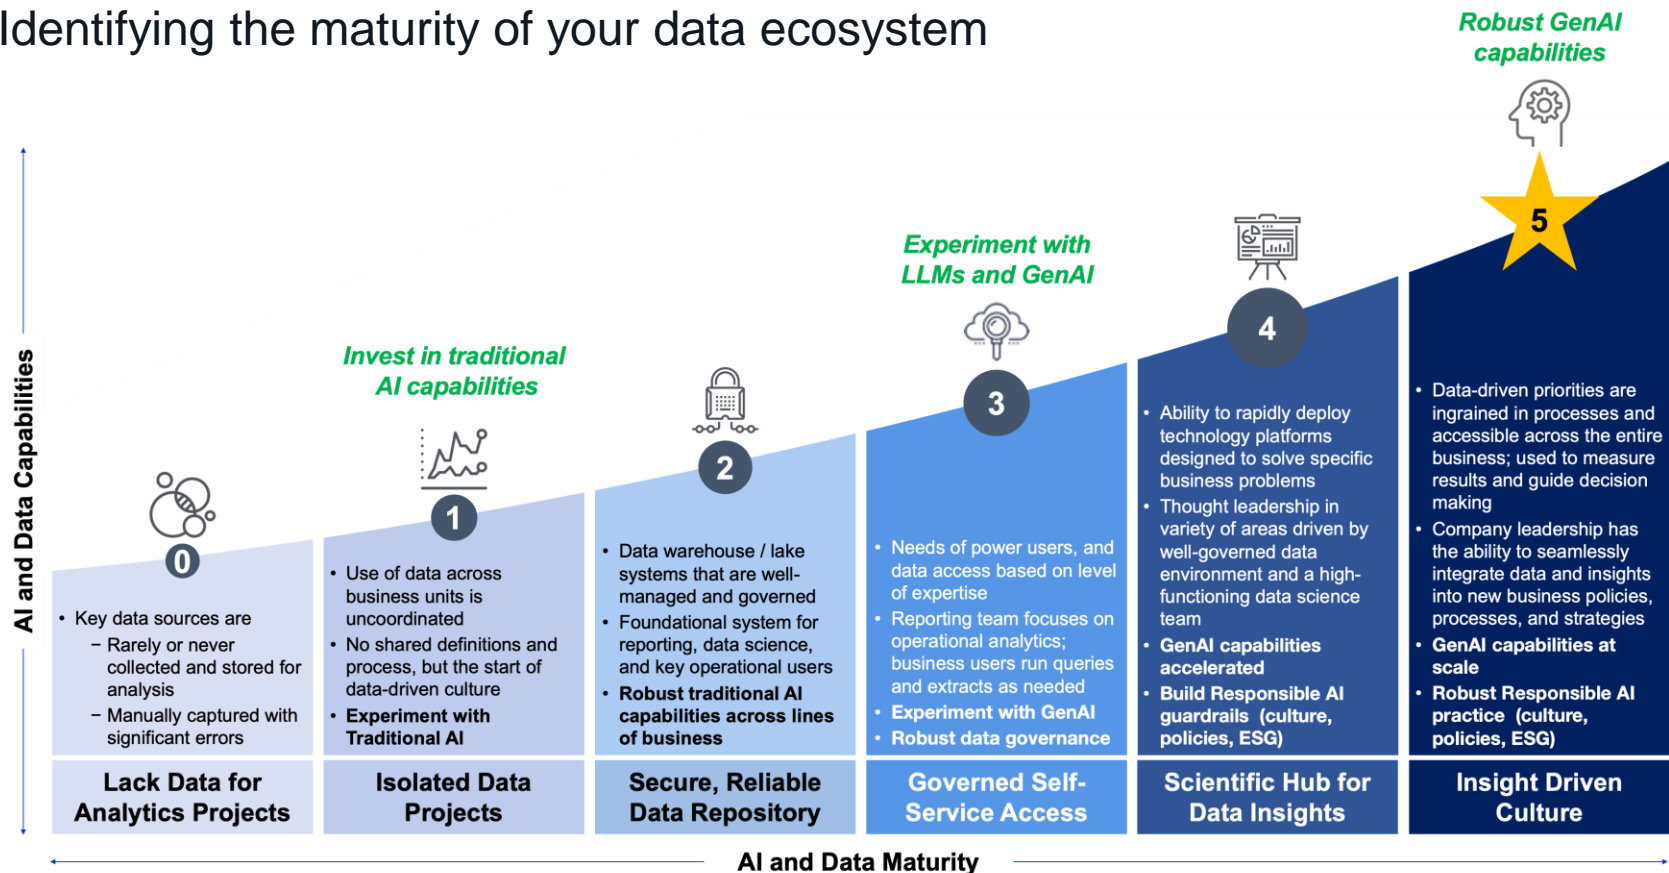 Identifying the maturity of your data ecosystem
Robust GenAI
capabilities
5
Experiment with
LLMs and GenAI
4
3
Invest in traditional
AI capabilities
2
1
0
AI and Data Capabilities
• Key data sources are
– Rarely or never
collected and stored for
analysis
– Manually captured with
significant errors
Lack Data for
Analytics Projects
• Use of data across
business units is
uncoordinated
• No shared definitions and
process, but the start of
data-driven culture
• Experiment with
Traditional AI
Isolated Data
Projects
• Data warehouse / lake
systems that are well-
managed and governed
• Foundational system for
reporting, data science,
and key operational users
• Robust traditional AI
capabilities across lines
of business
Secure, Reliable
Data Repository
• Needs of power users, and
data access based on level
of expertise
• Reporting team focuses on
operational analytics;
business users run queries
and extracts as needed
• Experiment with GenAI
• Robust data governance
Governed Self-
Service Access
• Ability to rapidly deploy
technology platforms
designed to solve specific
business problems
• Thought leadership in
variety of areas driven by
well-governed data
environment and a high-
functioning data science
team
• GenAI capabilities
accelerated
• Build Responsible AI
guardrails (culture,
policies, ESG)
Scientific Hub for
Data Insights
• Data-driven priorities are
ingrained in processes and
accessible across the entire
business; used to measure
results and guide decision
making
• Company leadership has
the ability to seamlessly
integrate data and insights
into new business policies,
processes, and strategies
• GenAI capabilities at
scale
• Robust Responsible AI
practice (culture,
policies, ESG)
Insight Driven
Culture
AI and Data Maturity